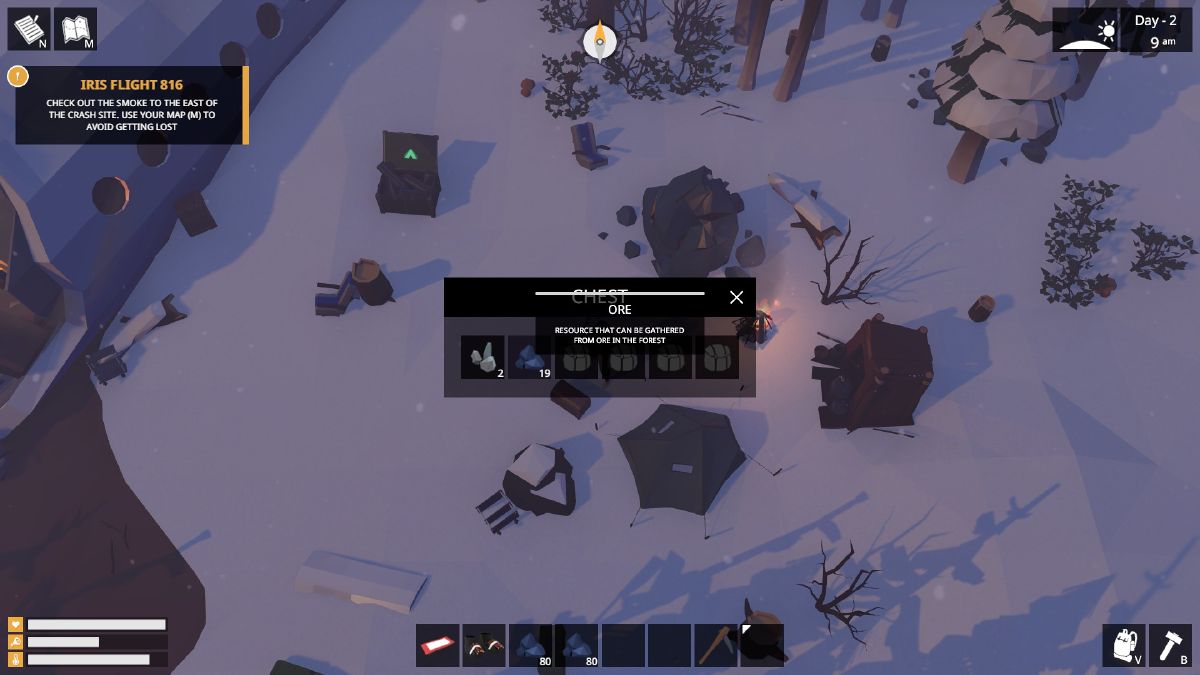 N
M
Day - 2
9 am
IRIS FLIGHT 816
CHECK OUT THE SMOKE TO THE EAST OF
THE CRASH SITE. USE YOUR MAP (M) TO
AVOID GETTING LOST
CHEST
ORE
RESOURCE THAT CAN BE GATHERED
FROM ORE IN THE FOREST
2
19
80
80
V
B